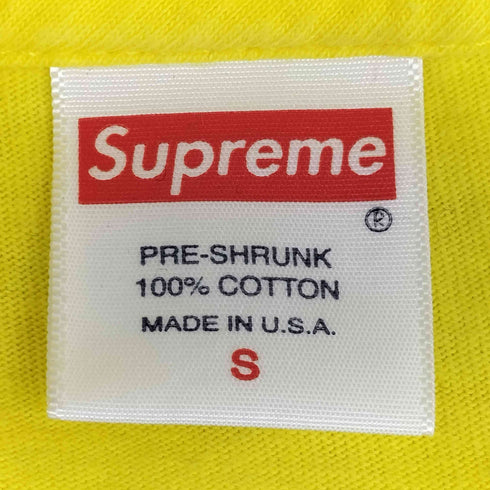 Supreme
®
PRE-SHRUNK
100% COTTON
MADE IN U.S.A.
S